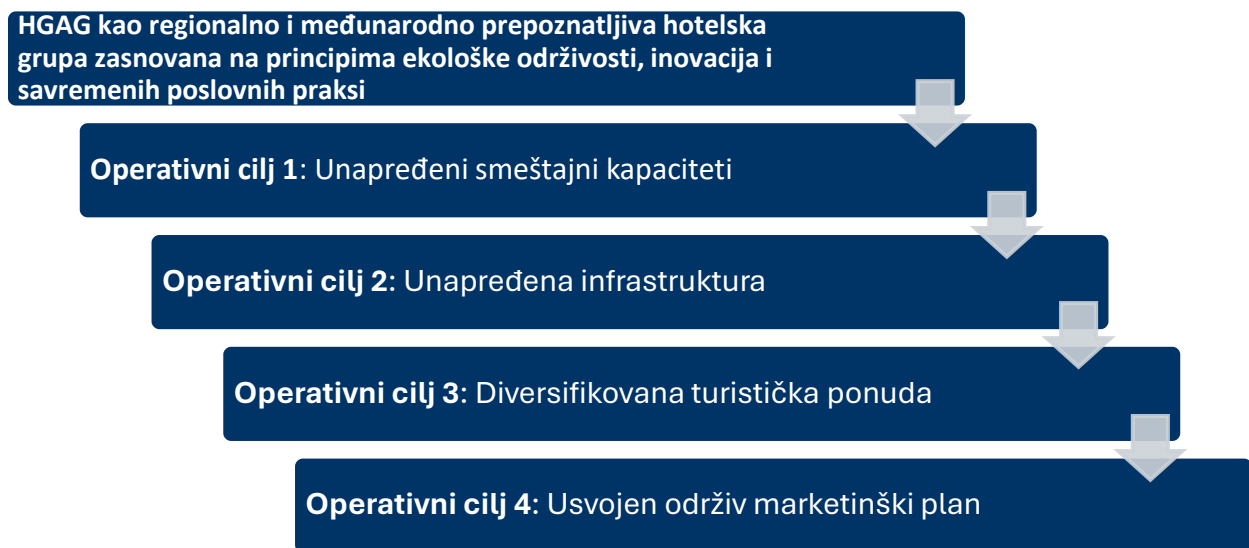 HGAG kao regionalno i međunarodno prepoznatljiva hotelska
grupa zasnovana na principima ekološke održivosti, inovacija i
savremenih poslovnih praksi
Operativni cilj 1: Unapređeni smeštajni kapaciteti
Operativni cilj 2: Unapređena infrastruktura
Operativni cilj 3: Diversifikovana turistička ponuda
Operativni cilj 4: Usvojen održiv marketinški plan